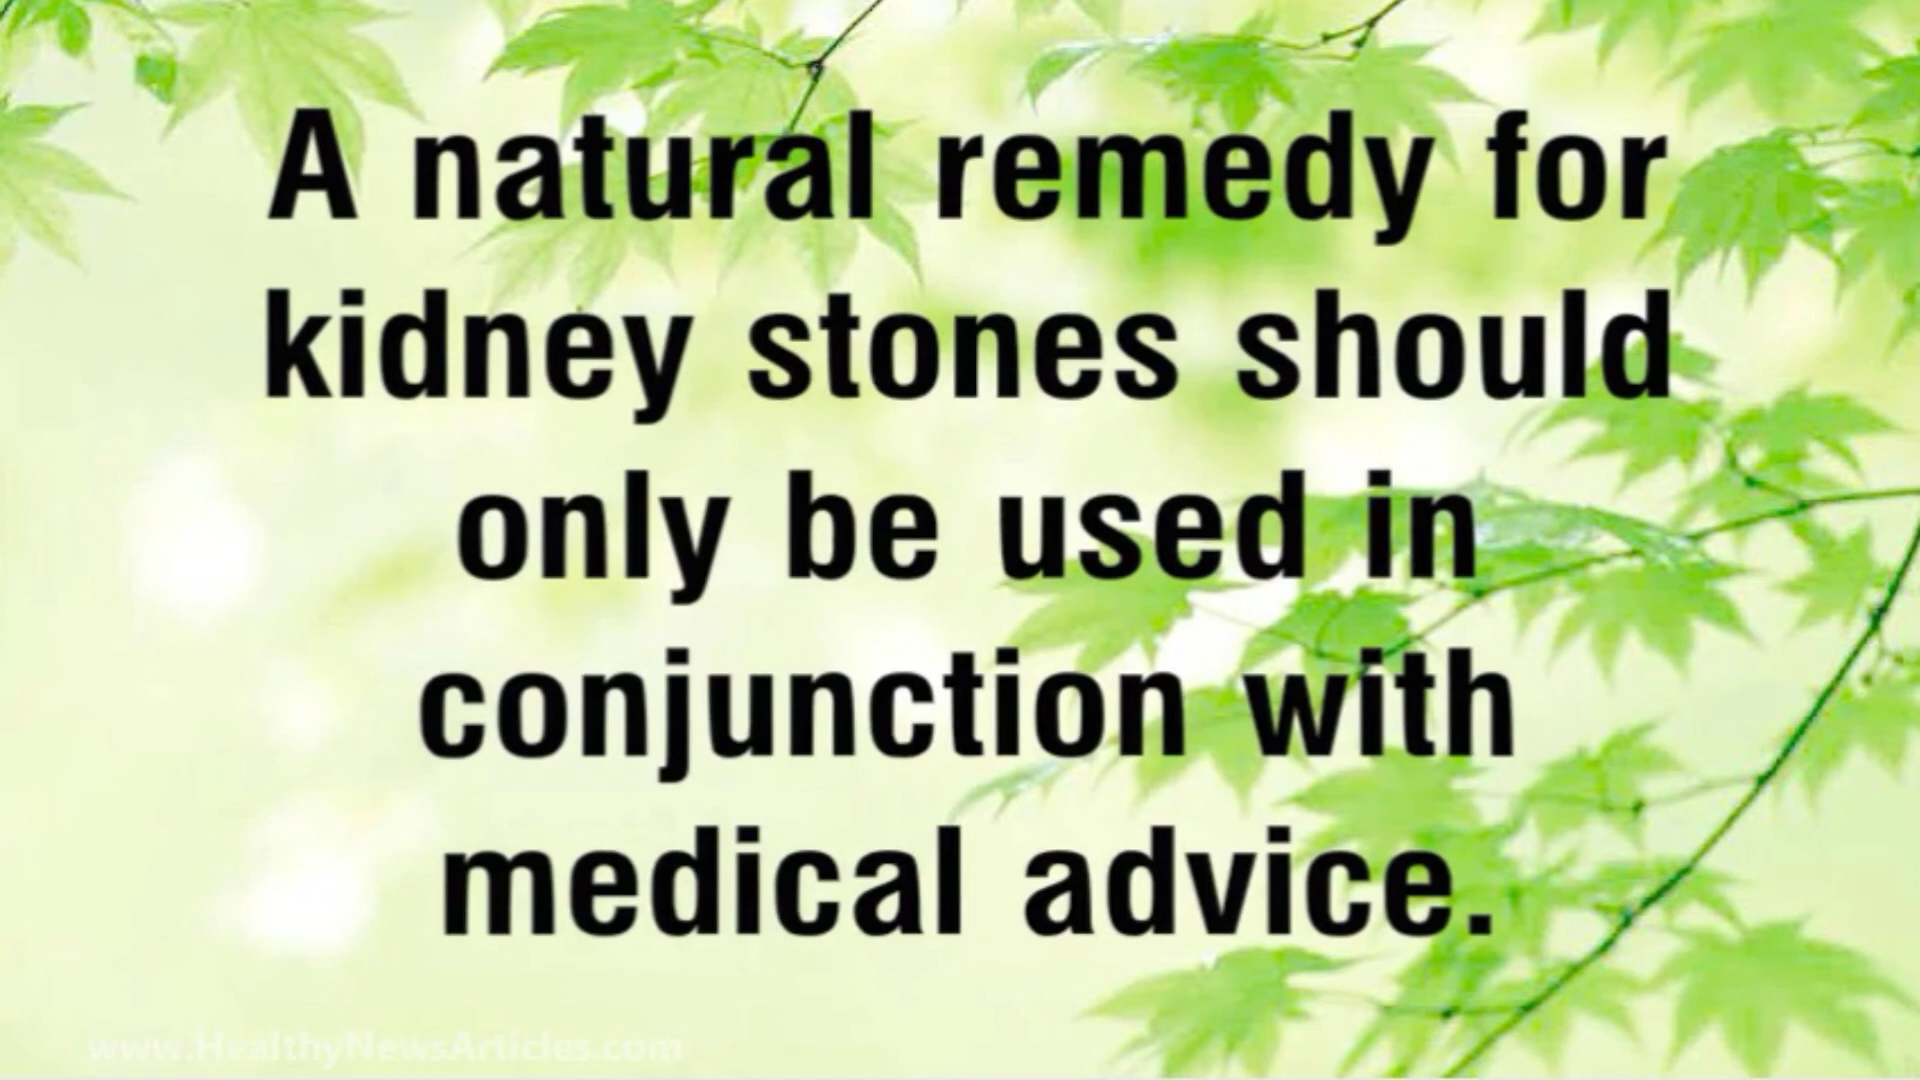 A natural remedy for
kidney stones should
only be used in
conjunction with
medical advice.
www.HealthyNewsArticles.com